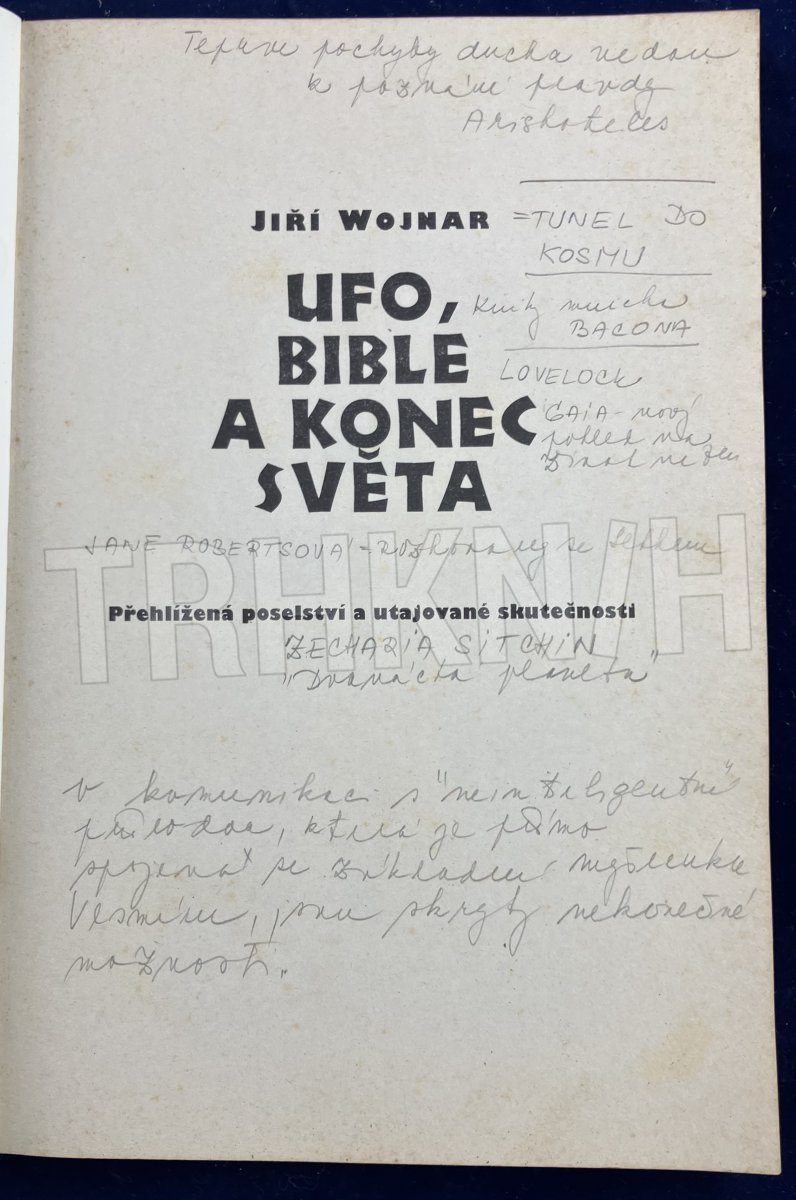 Teprve pochyby ducha vedou
k poznání pravdy
Aristoteles
JIŘÍ WOJNAR = TUNEL DO
KOSMU
UFO,
BIBLE
A KONEC
SVĚTA
Knihy mnicha
BACONA
LOVELOCK
GAIA - nový
pohled na
život na Zemi
JANE ROBERTSOVÁ - Rozhovory se Sethem
TRHKNIH
Přehlížená poselství a utajované skutečnosti
ZECHARIA SITCHIN
„Dvanáctá planeta"
V komunikaci s "neinteligentní"
přírodou, která je přímo
spojena se základní myšlenkou
Vesmíru, jsou skryty nekonečné
možnosti.